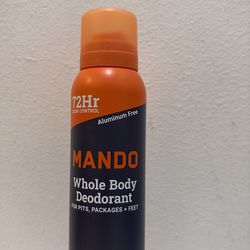 72Hr
ODOR CONTROL
Aluminum Free
MANDO
Whole Body
Deodorant
FOR PITS, PACKAGES + FEET